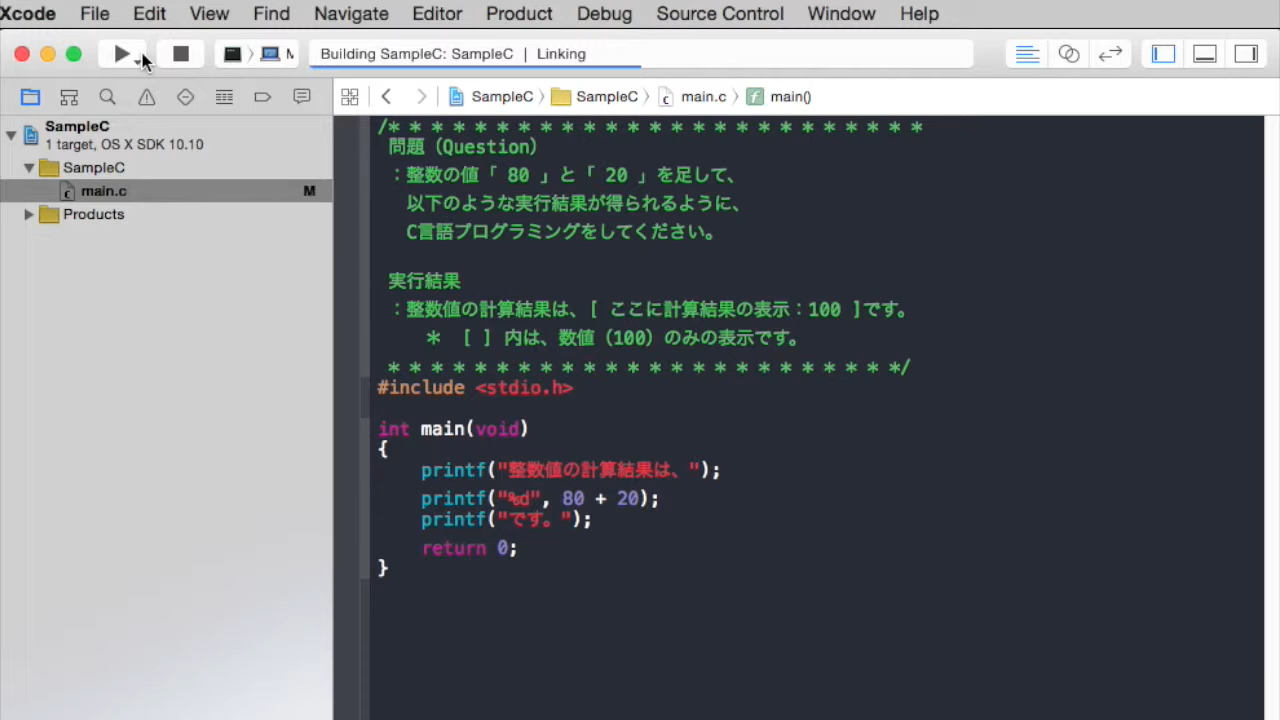 Xcode File Edit View Find Navigate Editor Product Debug Source Control Window Help
Building SampleC: SampleC | Linking
SampleC SampleC main.c main()
SampleC
1 target, OS X SDK 10.10
SampleC
main.c M
Products
/* * * * * * * * * * * * * * * * * * * * * * * * *
問題（Question）
：整数の値「 80 」と「 20 」を足して、
以下のような実行結果が得られるように、
C言語プログラミングをしてください。
実行結果
：整数値の計算結果は、[ ここに計算結果の表示：100 ]です。
＊ [ ] 内は、数値（100）のみの表示です。
* * * * * * * * * * * * * * * * * * * * * * * * */
#include <stdio.h>
int main(void)
{
printf("整数値の計算結果は、");
printf("%d", 80 + 20);
printf("です。");
return 0;
}